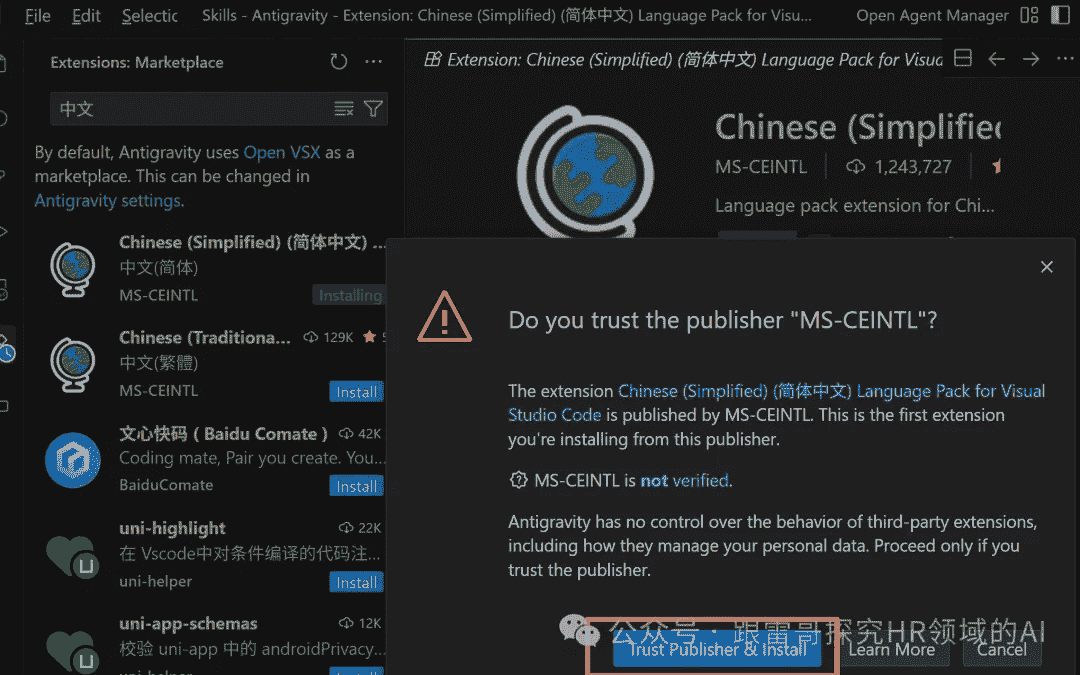 File Edit Selectic Skills - Antigravity - Extension: Chinese (Simplified) (简体中文) Language Pack for Visu... Open Agent Manager
Extensions: Marketplace
中文
By default, Antigravity uses Open VSX as a
marketplace. This can be changed in
Antigravity settings.
Chinese (Simplified) (简体中文) ...
中文(简体)
MS-CEINTL Installing
Chinese (Traditiona... 129K 5
中文(繁體)
MS-CEINTL Install
文心快码 ( Baidu Comate ) 42K
Coding mate, Pair you create. You...
BaiduComate Install
uni-highlight 22K
在 Vscode中对条件编译的代码注...
uni-helper Install
uni-app-schemas 12K
校验 uni-app 中的 androidPrivacy...
Extension: Chinese (Simplified) (简体中文) Language Pack for Visua
Chinese (Simplified
MS-CEINTL 1,243,727
Language pack extension for Chi...
Do you trust the publisher "MS-CEINTL"?
The extension Chinese (Simplified) (简体中文) Language Pack for Visual
Studio Code is published by MS-CEINTL. This is the first extension
you're installing from this publisher.
MS-CEINTL is not verified.
Antigravity has no control over the behavior of third-party extensions,
including how they manage your personal data. Proceed only if you
trust the publisher.
公众号 · 跟雷哥探究HR领域的AI
Trust Publisher & Install Learn More Cancel